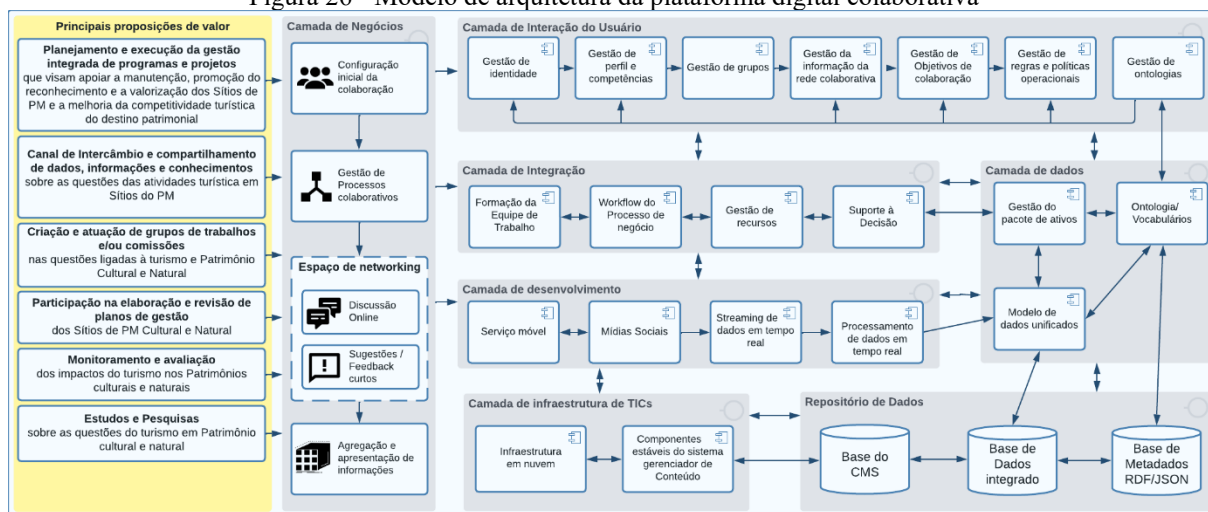 Figura 26 - Modelo de arquitetura da plataforma digital colaborativa
Principais proposições de valor
Planejamento e execução da gestão
integrada de programas e projetos
que visam apoiar a manutenção, promoção do
reconhecimento e a valorização dos Sítios de
PM e a melhoria da competitividade turística
do destino patrimonial
Canal de Intercâmbio e compartilhamento
de dados, informações e conhecimentos
sobre as questões das atividades turística em
Sítios do PM
Criação e atuação de grupos de trabalhos
e/ou comissões
nas questões ligadas à turismo e Patrimônio
Cultural e Natural
Participação na elaboração e revisão de
planos de gestão
dos Sítios de PM Cultural e Natural
Monitoramento e avaliação
dos impactos do turismo nos Patrimônios
culturais e naturais
Estudos e Pesquisas
sobre as questões do turismo em Patrimônio
cultural e natural
Camada de Negócios
Configuração
inicial da
colaboração
Gestão de
Processos
colaborativos
Espaço de networking
Discussão
Online
Sugestões /
Feedback
curtos
Agregação e
apresentação de
informações
Camada de Interação do Usuário
Gestão de
identidade
Gestão de
perfil e
competências
Gestão de grupos
Gestão da
informação da
rede colaborativa
Gestão de
Objetivos de
colaboração
Gestão de
regras e políticas
operacionais
Gestão de
ontologias
Camada de Integração
Formação da
Equipe de
Trabalho
Workflow do
Processo de
negócio
Gestão de
recursos
Suporte à
Decisão
Camada de dados
Gestão do
pacote de ativos
Ontologia/
Vocabulários
Modelo de
dados unificados
Camada de desenvolvimento
Serviço móvel
Mídias Sociais
Streaming de
dados em tempo
real
Processamento
de dados em
tempo real
Camada de infraestrutura de TICs
Infraestrutura
em nuvem
Componentes
estáveis do sistema
gerenciador de
Conteúdo
Repositório de Dados
Base do
CMS
Base de
Dados
integrado
Base de
Metadados
RDF/JSON